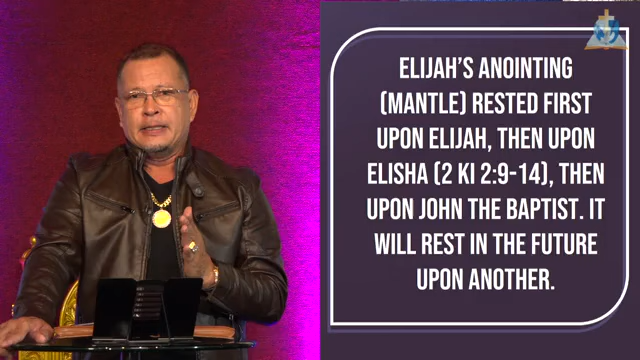 ELIJAH'S ANOINTING
(MANTLE) RESTED FIRST
UPON ELIJAH, THEN UPON
ELISHA (2 KI 2:9-14), THEN
UPON JOHN THE BAPTIST. IT
WILL REST IN THE FUTURE
UPON ANOTHER.